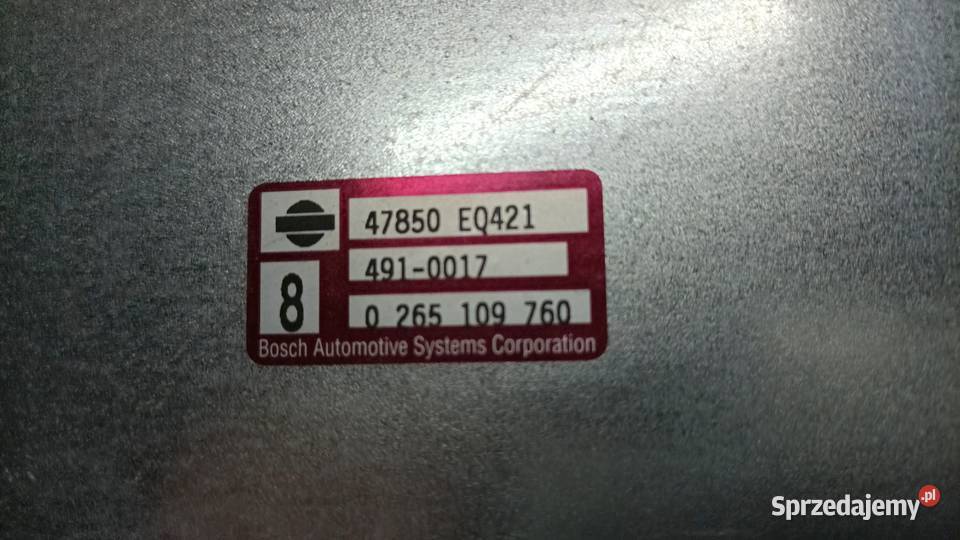 47850 EQ421
491-0017
8
0 265 109 760
Bosch Automotive Systems Corporation
Sprzedajemy.pl